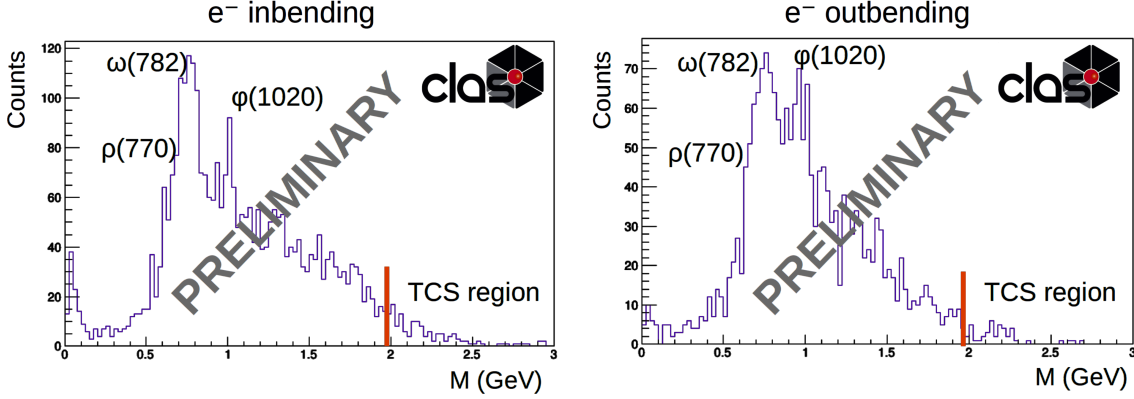 e⁻ inbending
Counts
120
100
80
60
40
20
0
ω(782)
φ(1020)
ρ(770)
clas
PRELIMINARY
TCS region
0 0.5 1 1.5 2 2.5 3
M (GeV)
e⁻ outbending
Counts
70
60
50
40
30
20
10
0
ω(782)
φ(1020)
ρ(770)
clas
PRELIMINARY
TCS region
0 0.5 1 1.5 2 2.5 3
M (GeV)